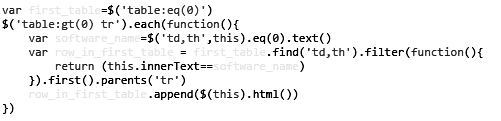 var first_table=$('table:eq(0)')
$('table:gt(0) tr').each(function(){
    var software_name=$('td,th',this).eq(0).text()
    var row_in_first_table = first_table.find('td,th').filter(function(){
        return (this.innerText==software_name)
    }).first().parents('tr')
    row_in_first_table.append($(this).html())
})